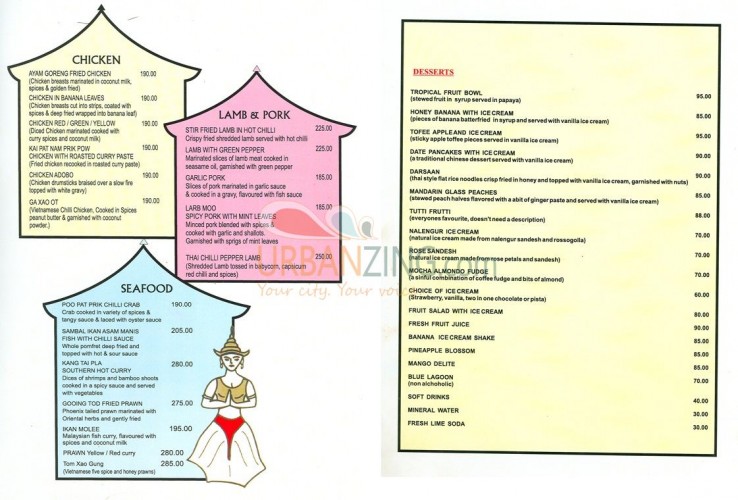 CHICKEN
AYAM GORENG FRIED CHICKEN 190.00
(Chicken breasts marinated in coconut milk,
spices & golden fried)
CHICKEN IN BANANA LEAVES 190.00
(Chicken breasts cut into strips, coated with
spices & deep fried wrapped into banana leaf)
CHICKEN RED / GREEN / YELLOW 190.00
(Diced Chicken marinated cooked with
curry spices and coconut milk)
KAI PAT NAM PRIK POW 190.00
CHICKEN WITH ROASTED CURRY PASTE
(Fried chicken recooked in roasted curry paste)
CHICKEN ADOBO 190.00
(Chicken drumsticks braised over a slow fire
topped with white gravy)
GA XAO OT 190.00
(Vietnamese Chilli Chicken, Cooked in Spices
peanut butter & garnished with coconut
powder.)
LAMB & PORK
STIR FRIED LAMB IN HOT CHILLI 225.00
Crispy fried shredded lamb served with hot chilli
LAMB WITH GREEN PEPPER 225.00
Marinated slices of lamb meat cooked in
seasame oil, garnished with green pepper
GARLIC PORK 185.00
Slices of pork marinated in garlic sauce
& cooked in a gravy, flavoured with fish sauce
LARB MOO 185.00
SPICY PORK WITH MINT LEAVES
Minced pork blended with spices &
cooked with garlic and shallots.
Garnished with sprigs of mint leaves
THAI CHILLI PEPPER LAMB 250.00
(Shredded Lamb tossed in babycorn, capsicum
red chilli and spices)
SEAFOOD
POO PAT PRIK CHILLI CRAB 190.00
Crab cooked in variety of spices &
tangy sauce & laced with oyster sauce
SAMBAL IKAN ASAM MANIS 205.00
FISH WITH CHILLI SAUCE
Whole pomfret deep fried and
topped with hot & sour sauce
KANG TAI PLA 280.00
SOUTHERN HOT CURRY
Dices of shrimps and bamboo shoots
cooked in a spicy sauce and served
with vegetables
GOOING TOD FRIED PRAWN 275.00
Phoenix tailed prawn marinated with
Oriental herbs and gently fried
IKAN MOLEE 195.00
Malaysian fish curry, flavoured with
spices and coconut milk
PRAWN Yellow / Red curry 280.00
Tom Xao Gung 285.00
(Vietnamese five spice and honey prawns)
URBANZING.com
Your city. Your voice
DESSERTS
TROPICAL FRUIT BOWL 95.00
(stewed fruit in syrup served in papaya)
HONEY BANANA WITH ICE CREAM 85.00
(pieces of banana batterfried in syrup and served with vanilla ice cream)
TOFEE APPLE AND ICE CREAM 95.00
(sticky apple toffee pieces served in vanilla ice cream)
DATE PANCAKES WITH ICE CREAM 90.00
(a traditional chinese dessert served with vanilla ice cream)
DARSAAN 90.00
(thai style flat rice noodles crisp fried in honey and topped with vanilla ice cream, garnished with nuts)
MANDARIN GLASS PEACHES 85.00
(stewed peach halves flavored with a abit of ginger paste and served with vanilla ice cream)
TUTTI FRUTTI 88.00
(everyones favourite, doesn't need a description)
NALENGUR ICE CREAM 90.00
(natural ice cream made from nalengur sandesh and rossogolla)
ROSE SANDESH 70.00
(natural ice cream made from rose petals and sandesh)
MOCHA ALMONDO FUDGE 70.00
(a sinful combination of coffee fudge and bits of almond)
CHOICE OF ICE CREAM 60.00
(Strawberry, vanilla, two in one chocolate or pista)
FRUIT SALAD WITH ICE CREAM 80.00
FRESH FRUIT JUICE 90.00
BANANA ICE CREAM SHAKE 85.00
PINEAPPLE BLOSSOM 85.00
MANGO DELITE 85.00
BLUE LAGOON 70.00
(non alchoholic)
SOFT DRINKS 40.00
MINERAL WATER 30.00
FRESH LIME SODA 30.00